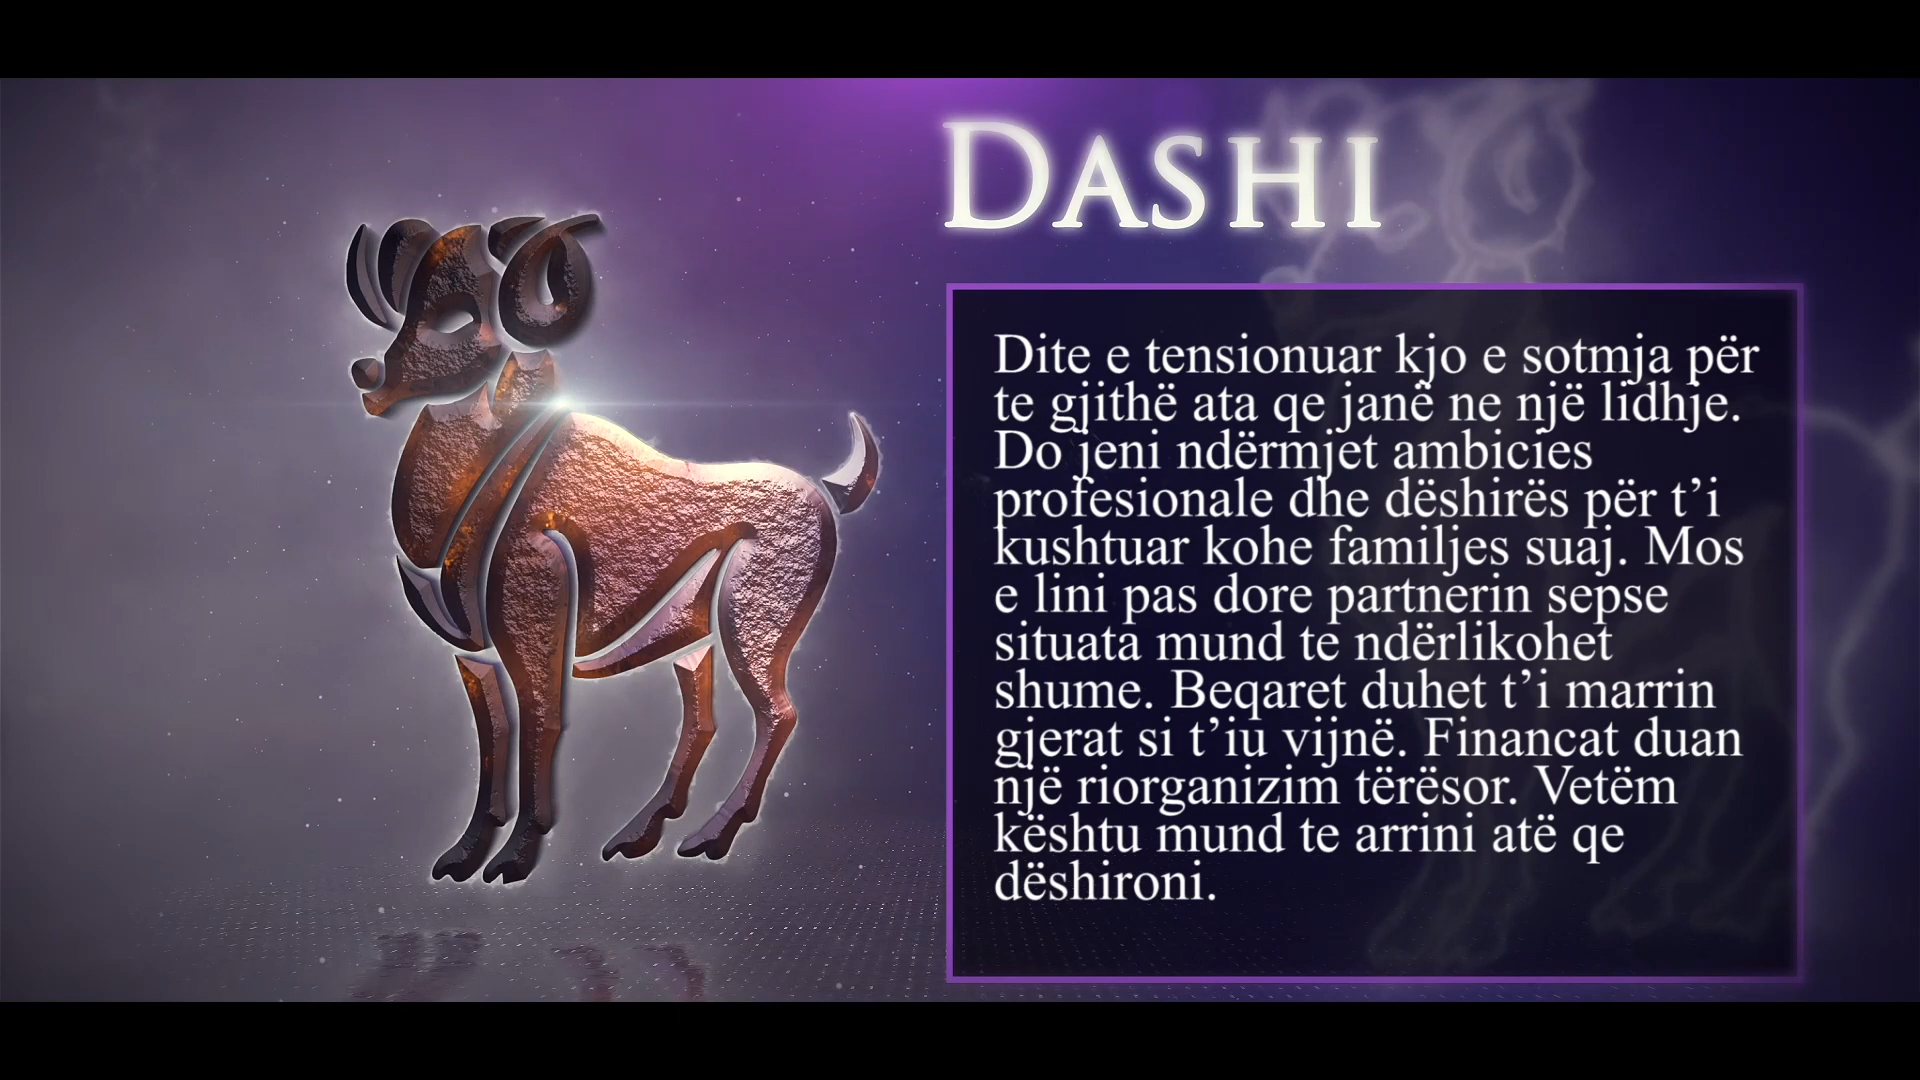 DASHI
Dite e tensionuar kjo e sotmja për
te gjithë ata qe janë ne një lidhje.
Do jeni ndërmjet ambicies
profesionale dhe dëshirës për t’i
kushtuar kohe familjes suaj. Mos
e lini pas dore partnerin sepse
situata mund te ndërlikohet
shume. Beqaret duhet t’i marrin
gjerat si t’iu vijnë. Financat duan
një riorganizim tërësor. Vetëm
kështu mund te arrini atë qe
dëshironi.